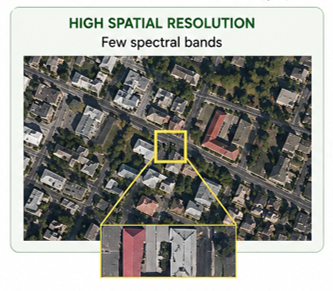 HIGH SPATIAL RESOLUTION
Few spectral bands